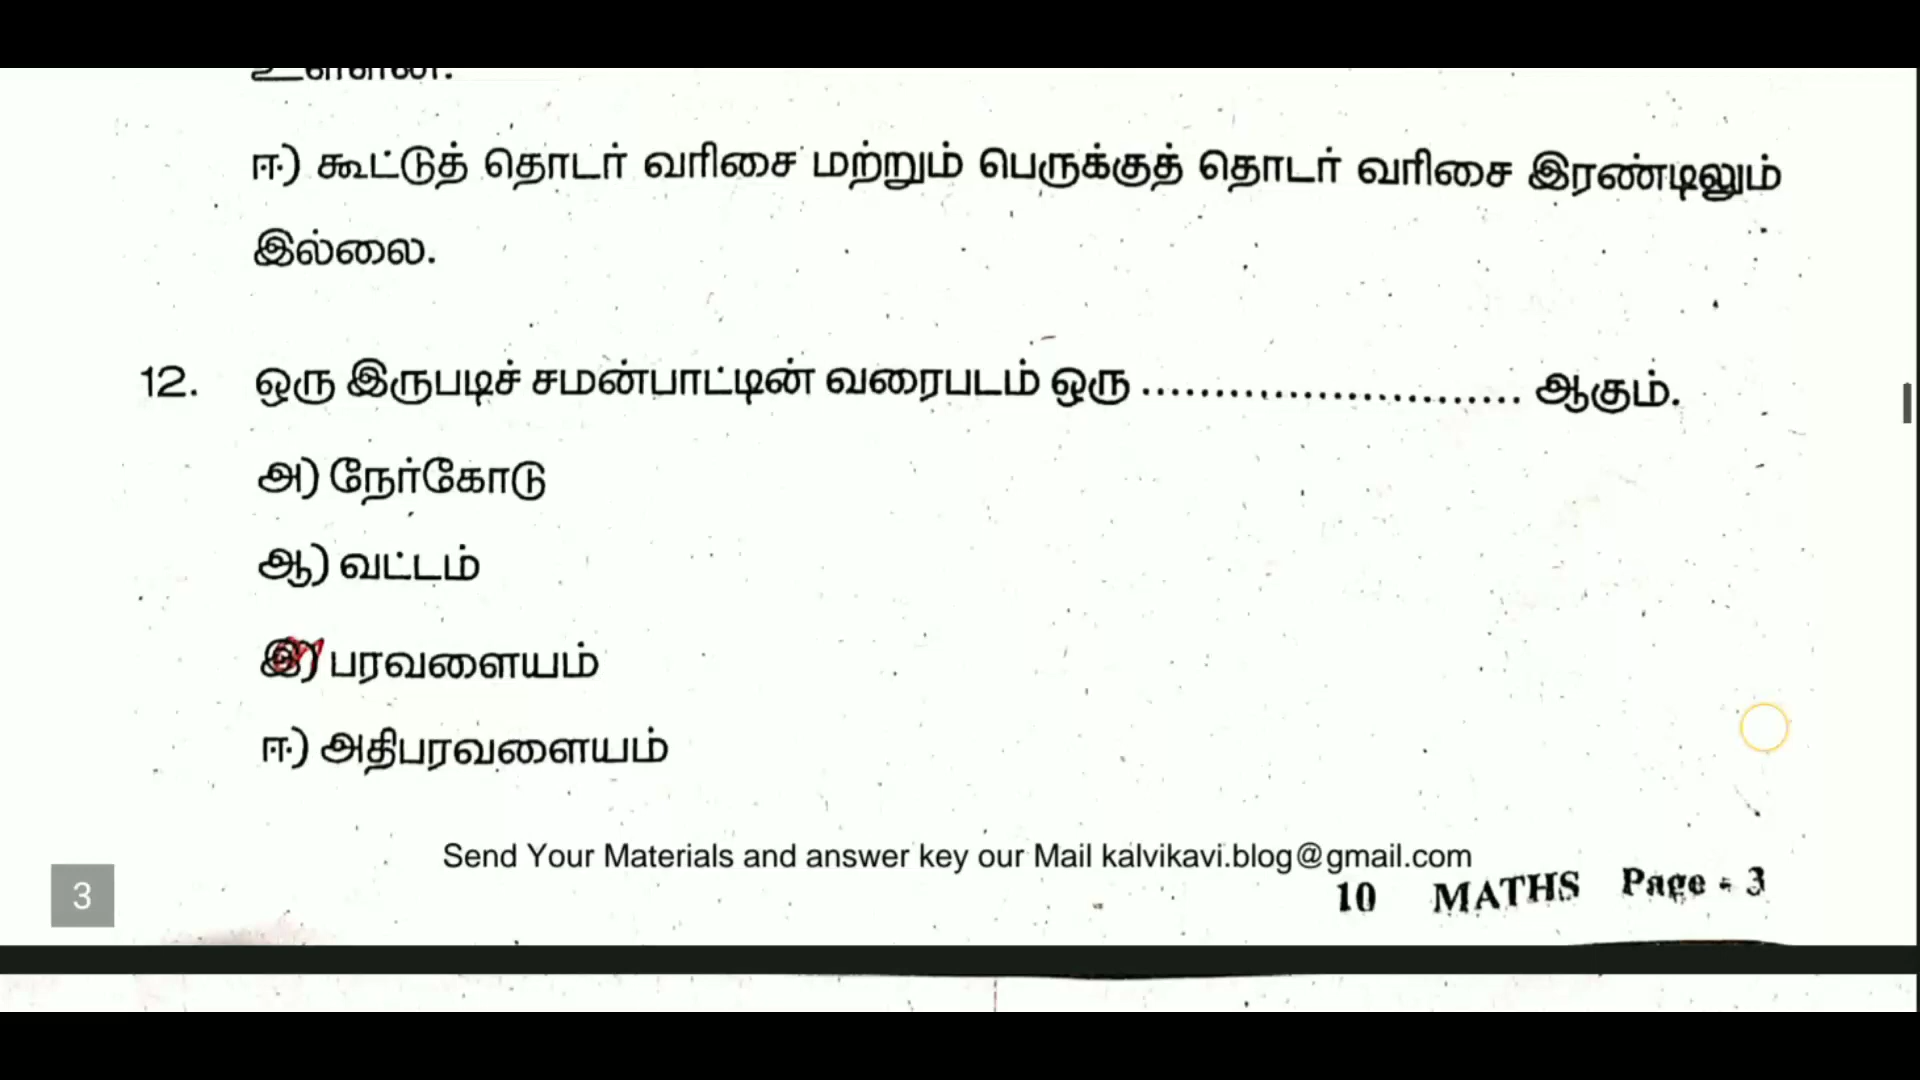 ஈ) கூட்டுத் தொடர் வரிசை மற்றும் பெருக்குத் தொடர் வரிசை இரண்டிலும்
இல்லை.
12. ஒரு இருபடிச் சமன்பாட்டின் வரைபடம் ஒரு .......................... ஆகும்.
அ) நேர்கோடு
ஆ) வட்டம்
இ) பரவளையம்
ஈ) அதிபரவளையம்
Send Your Materials and answer key our Mail kalvikavi.blog@gmail.com
3
10 MATHS Page - 3